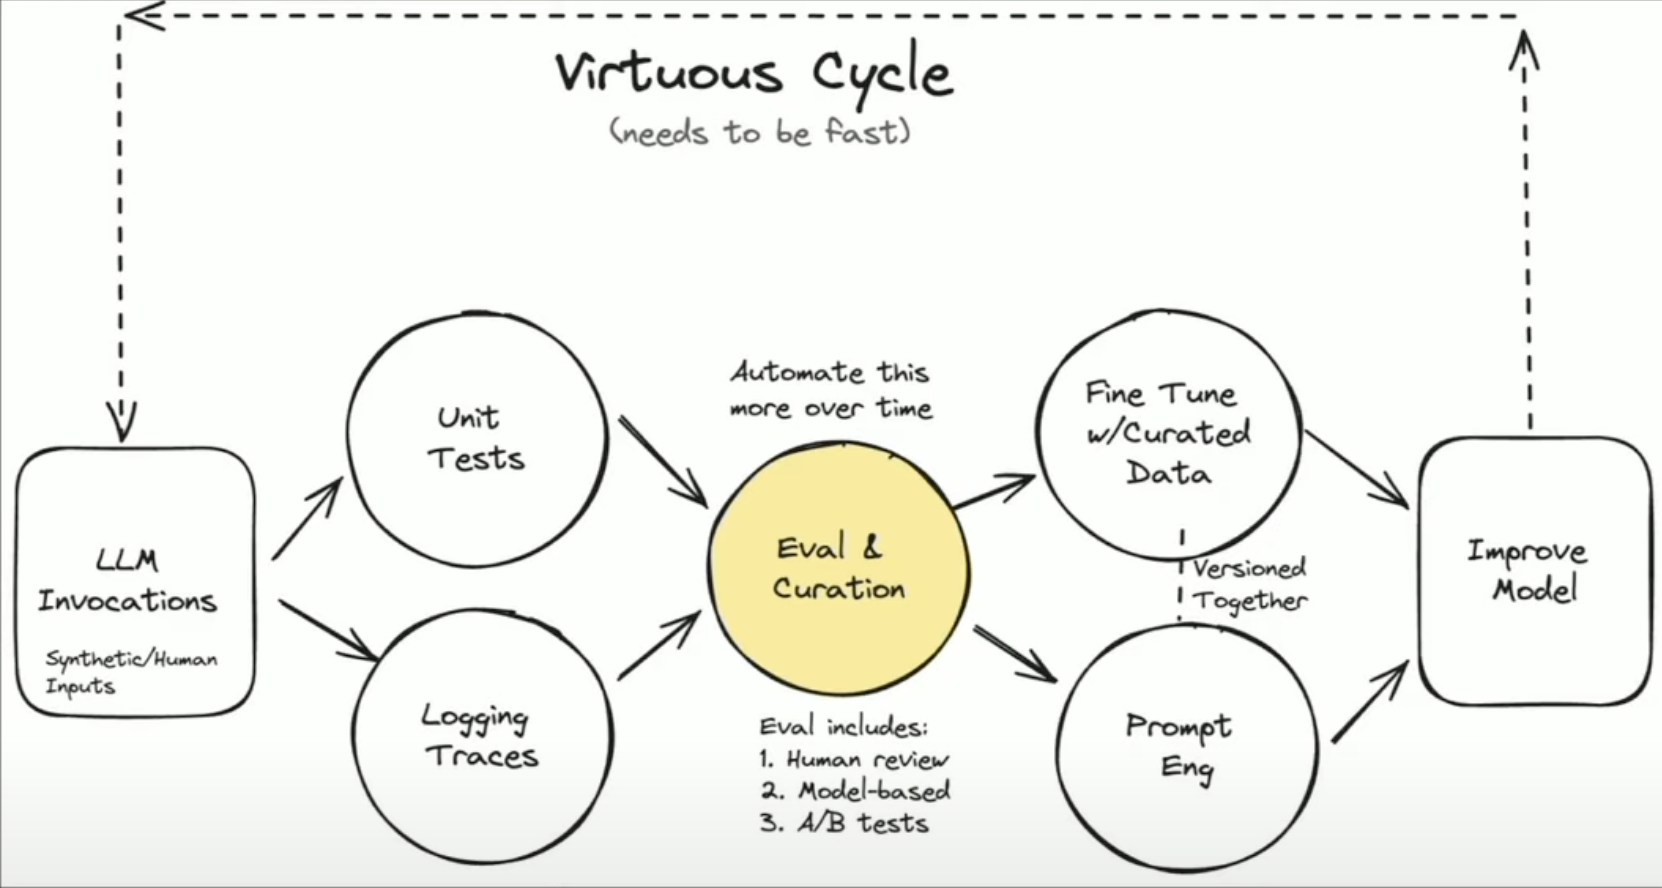 Virtuous Cycle
(needs to be fast)
LLM
Invocations
Synthetic/Human
Inputs
Unit
Tests
Logging
Traces
Automate this
more over time
Eval &
Curation
Eval includes:
1. Human review
2. Model-based
3. A/B tests
Fine Tune
w/Curated
Data
Versioned
Together
Prompt
Eng
Improve
Model